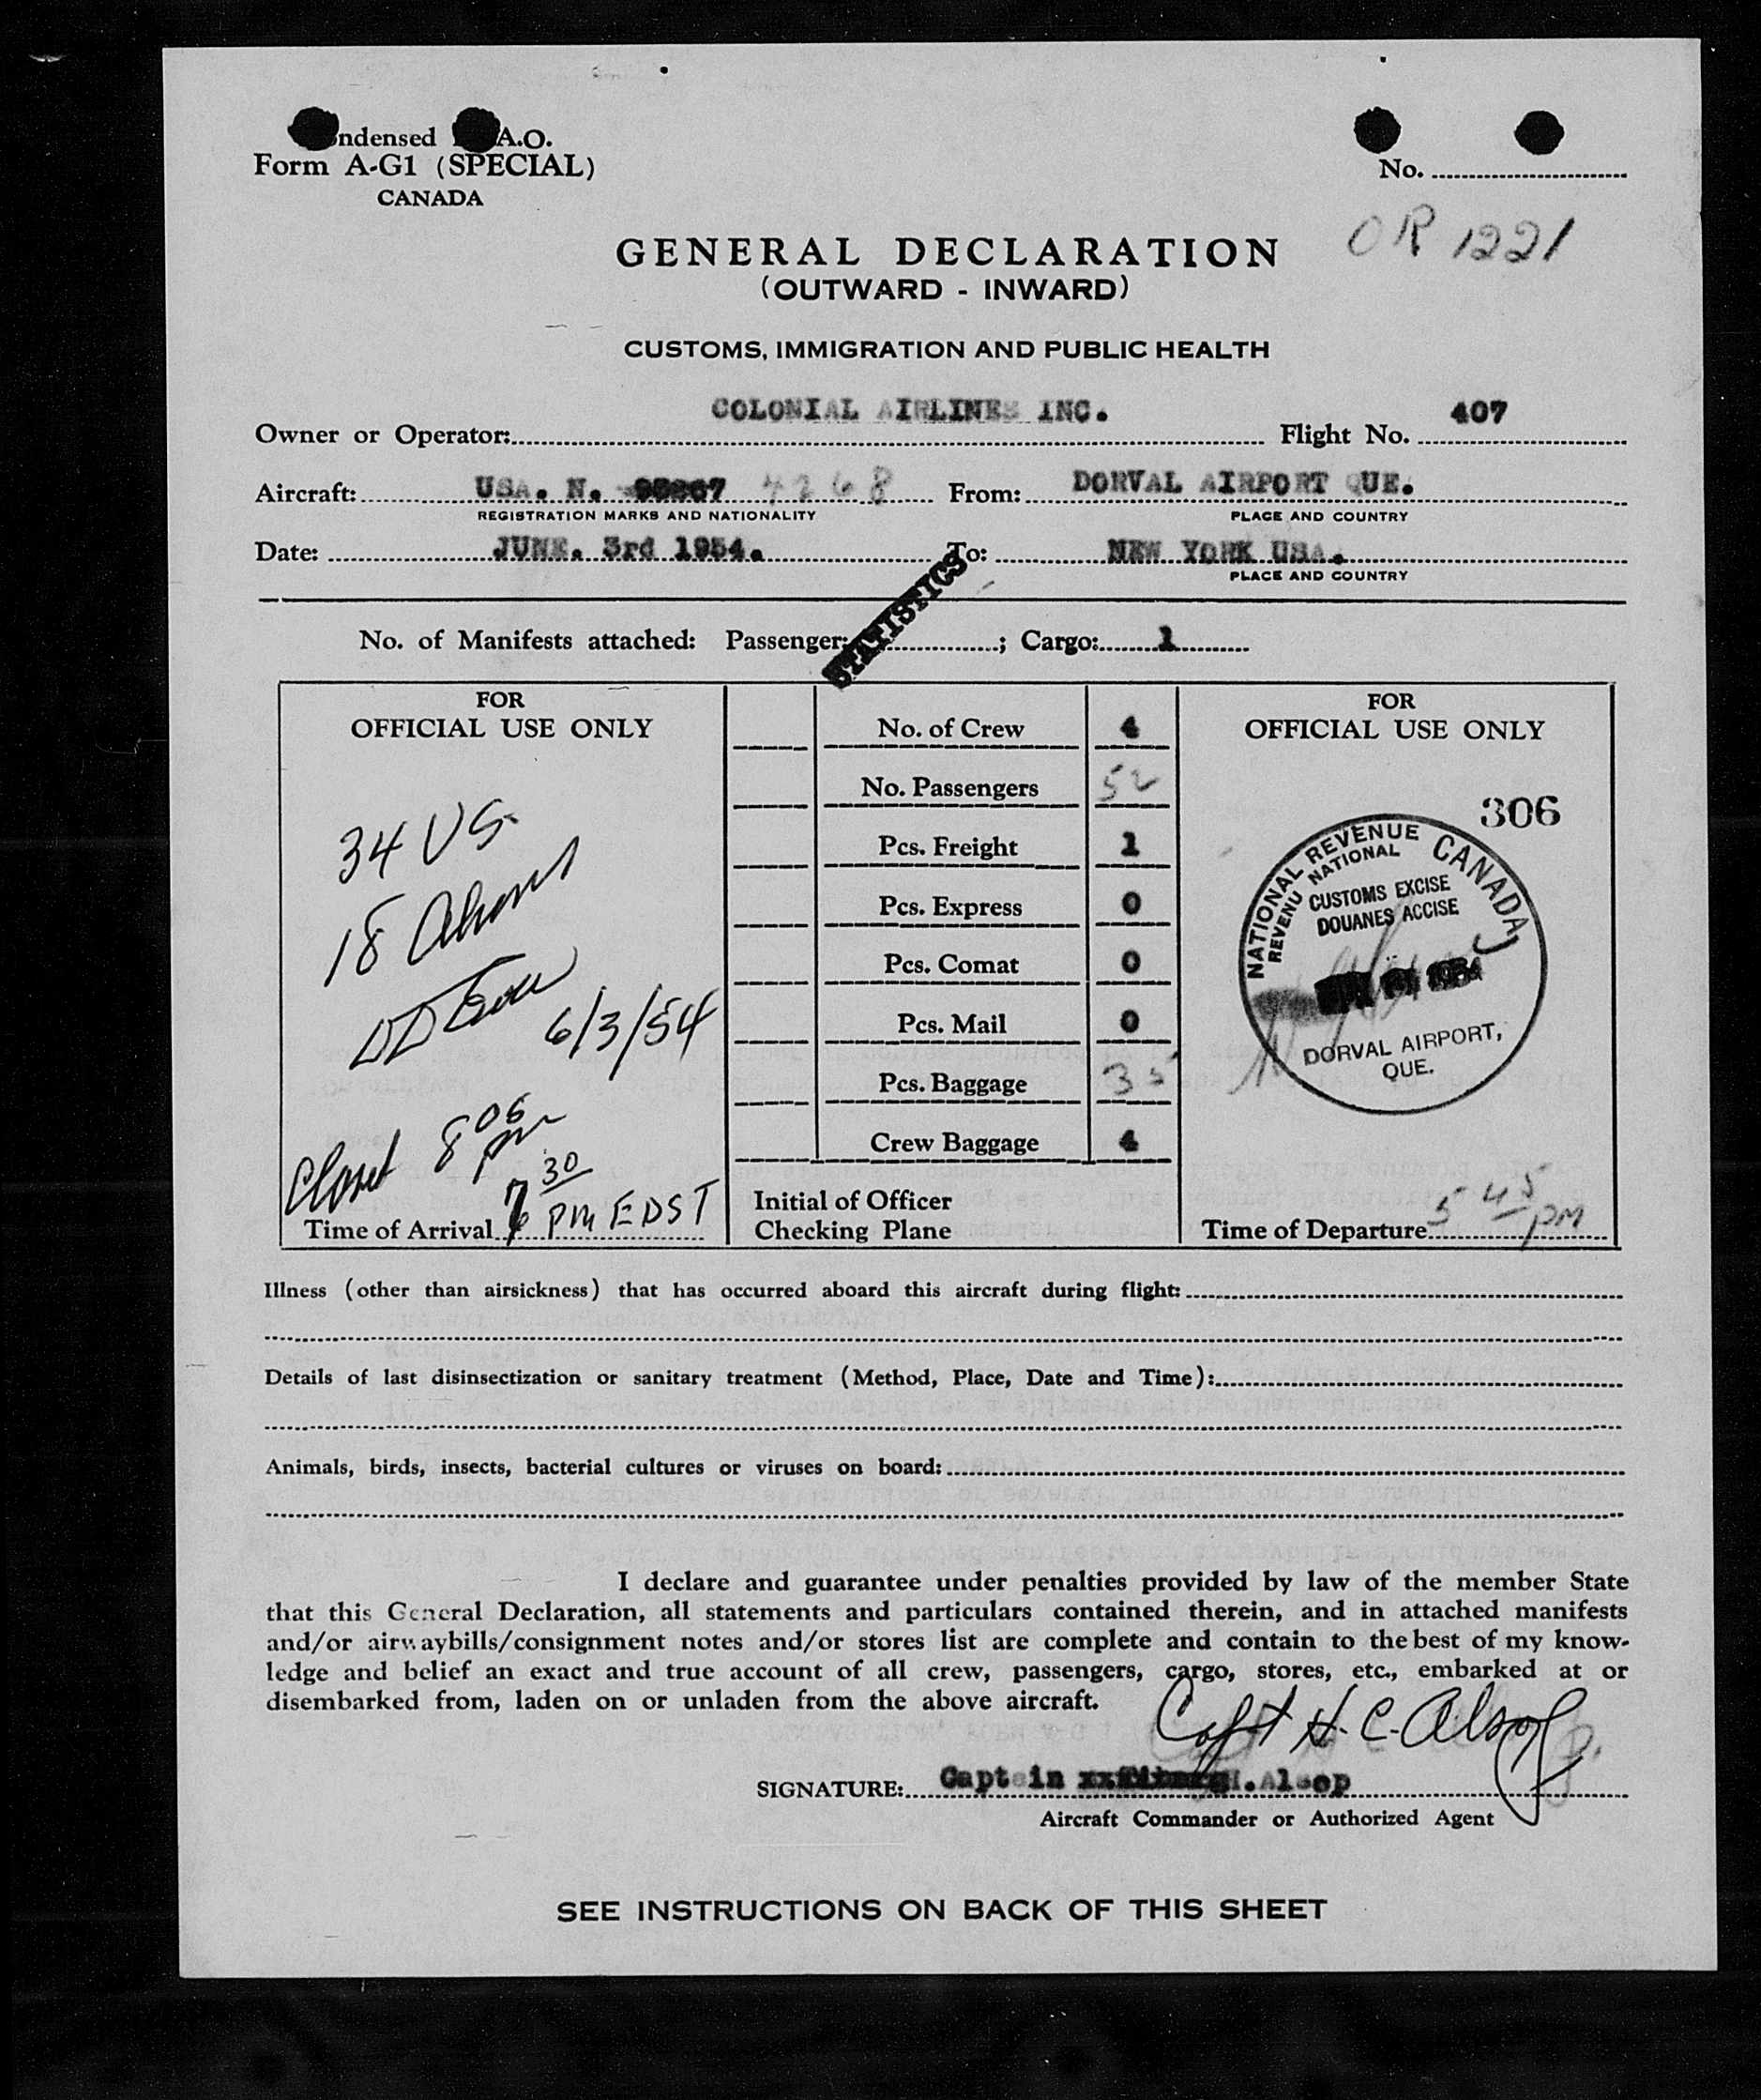 ndensed A.O.
Form A-G1 (SPECIAL)
CANADA
No.
OR 1221
GENERAL DECLARATION
(OUTWARD - INWARD)
CUSTOMS, IMMIGRATION AND PUBLIC HEALTH
Owner or Operator: COLONIAL AIRLINES INC. Flight No. 407
Aircraft: USA. N. 4268 From: DORVAL AIRPORT QUE.
REGISTRATION MARKS AND NATIONALITY PLACE AND COUNTRY
Date: JUNE. 3rd 1954. To: NEW YORK USA.
PLACE AND COUNTRY
STATISTICS
No. of Manifests attached: Passenger: ; Cargo: 1
FOR
OFFICIAL USE ONLY
34 US
18 Aliens
6/3/54
Closed 8 05 pm
7 30 PM EDST
Time of Arrival
No. of Crew 4
No. Passengers 52
Pcs. Freight 1
Pcs. Express 0
Pcs. Comat 0
Pcs. Mail 0
Pcs. Baggage 35
Crew Baggage 4
Initial of Officer
Checking Plane
FOR
OFFICIAL USE ONLY
306
NATIONAL REVENUE CANADA
REVENU NATIONAL
CUSTOMS EXCISE
DOUANES ACCISE
1954
DORVAL AIRPORT,
QUE.
Time of Departure 5 45 PM
Illness (other than airsickness) that has occurred aboard this aircraft during flight:
Details of last disinsectization or sanitary treatment (Method, Place, Date and Time):
Animals, birds, insects, bacterial cultures or viruses on board:
I declare and guarantee under penalties provided by law of the member State
that this General Declaration, all statements and particulars contained therein, and in attached manifests
and/or airwaybills/consignment notes and/or stores list are complete and contain to the best of my know-
ledge and belief an exact and true account of all crew, passengers, cargo, stores, etc., embarked at or
disembarked from, laden on or unladen from the above aircraft.
Capt H. C. Alsop
SIGNATURE: Captain H. Alsop
Aircraft Commander or Authorized Agent
SEE INSTRUCTIONS ON BACK OF THIS SHEET